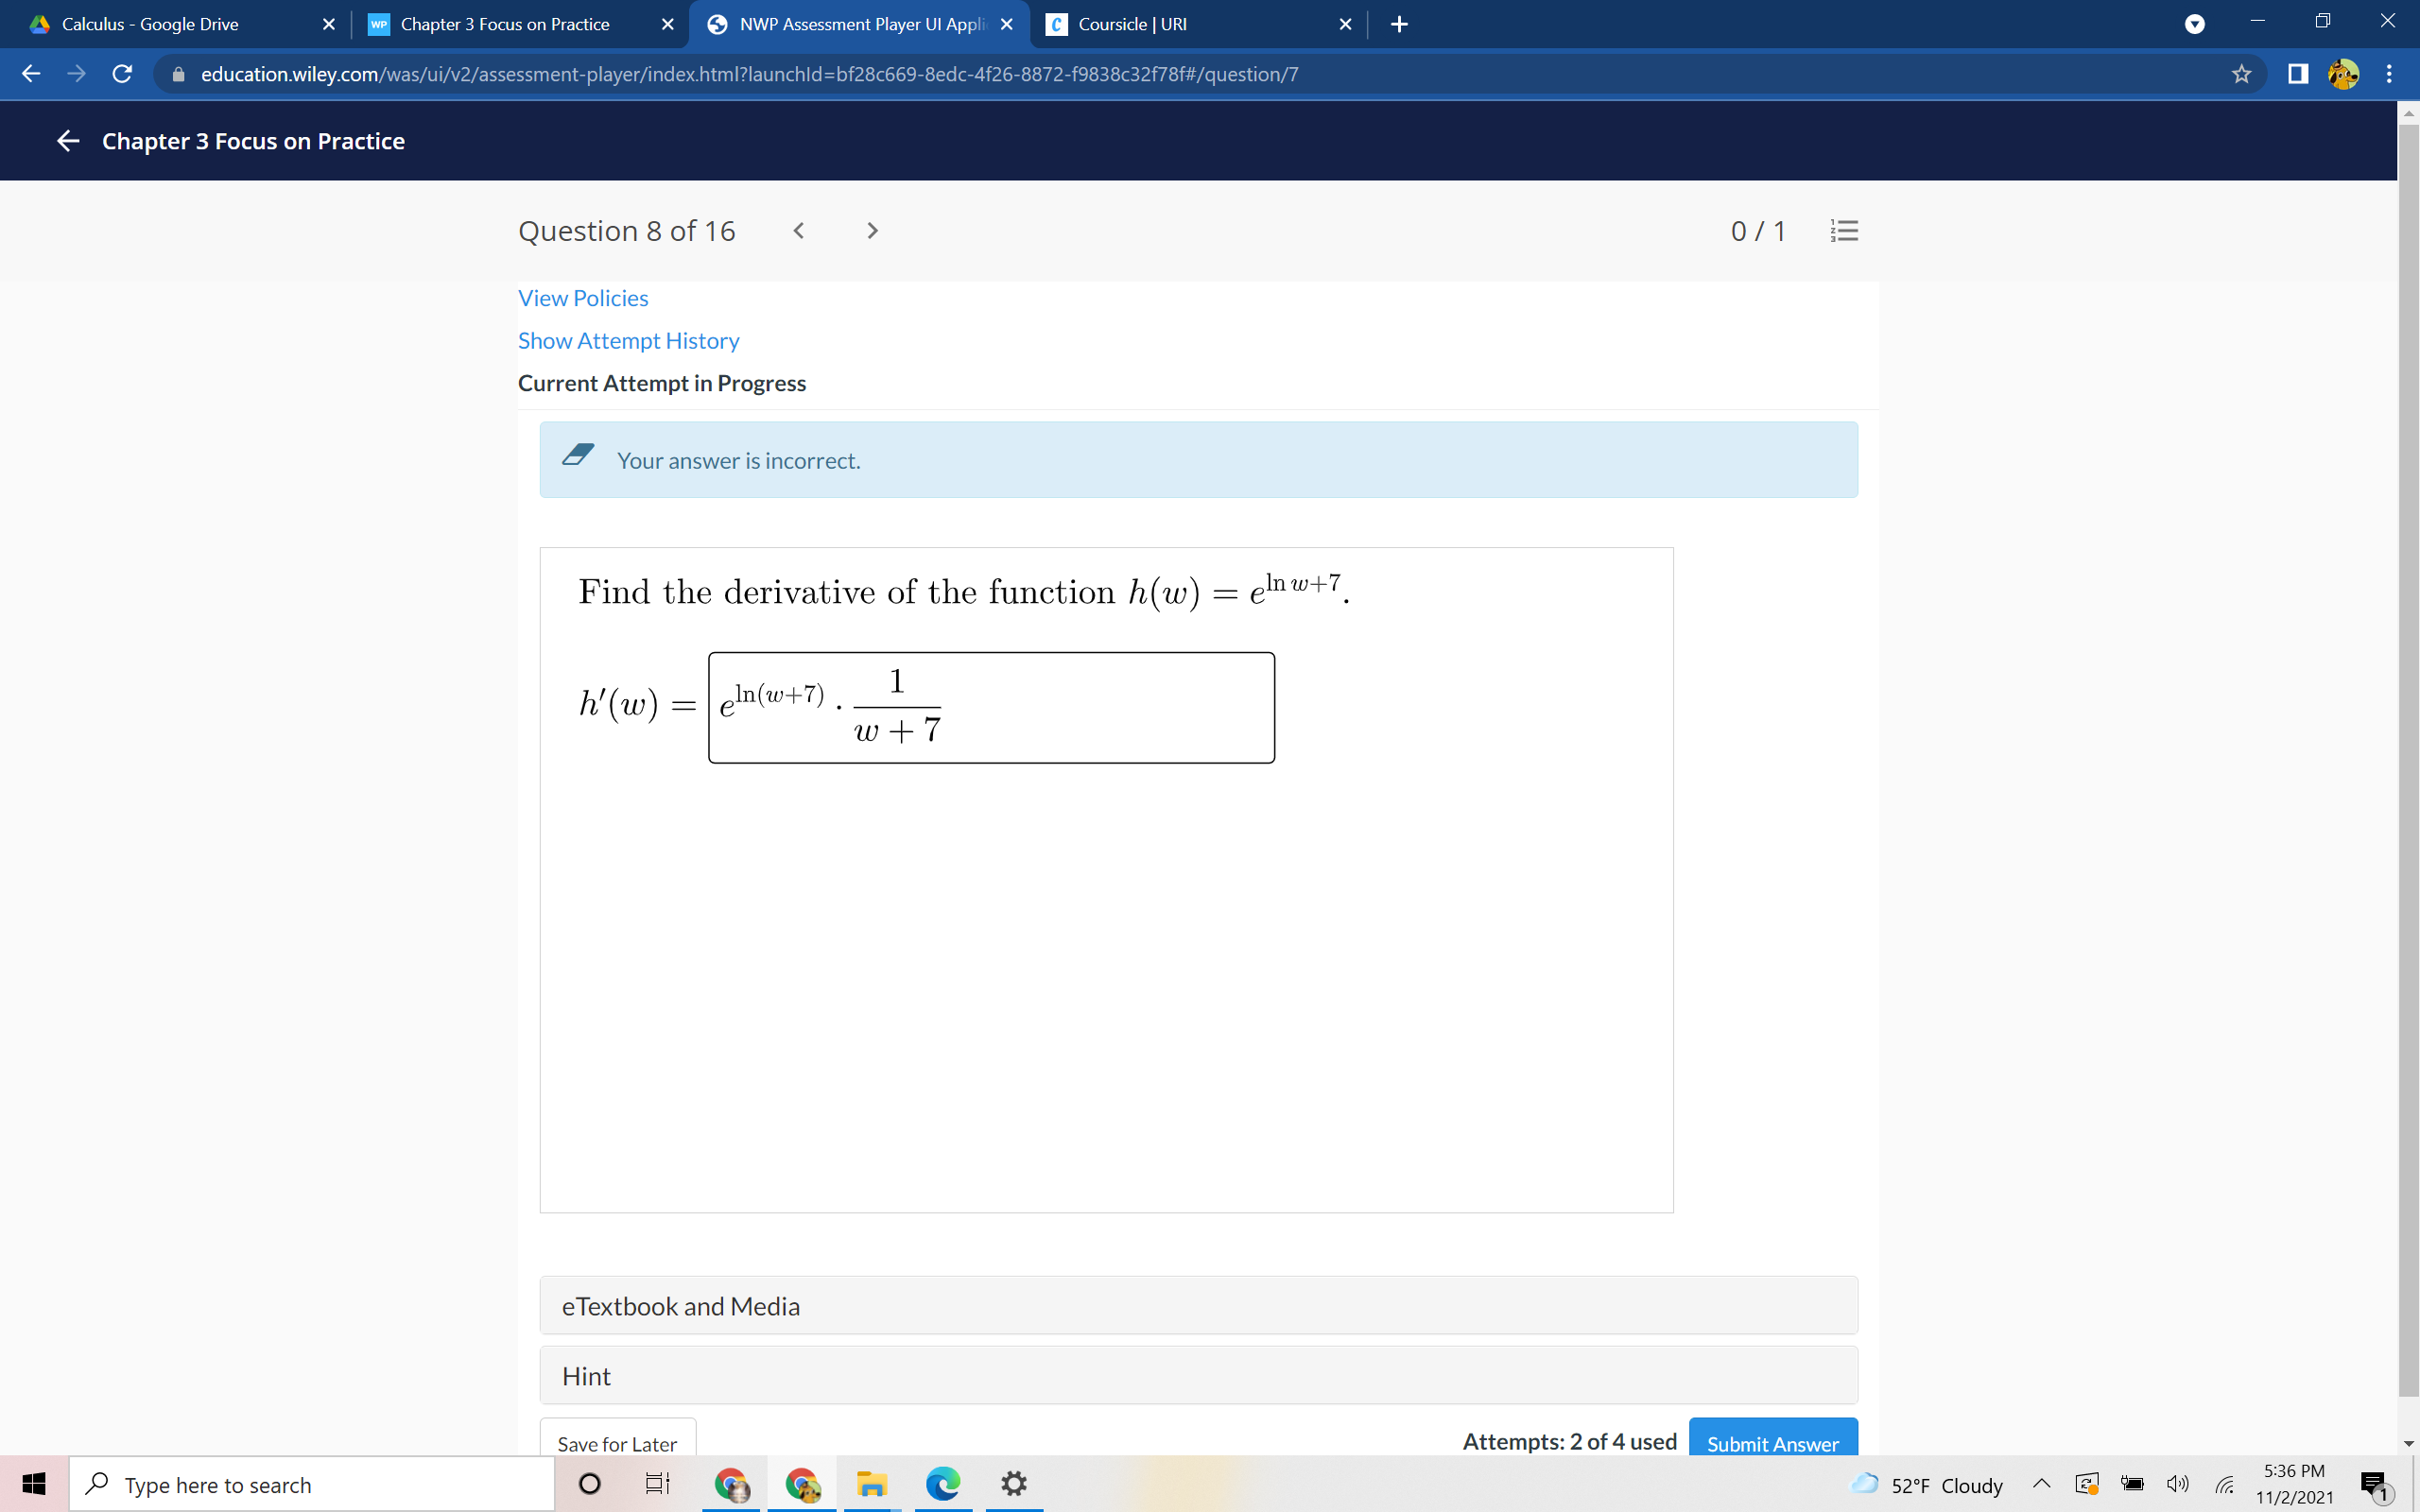 Calculus - Google Drive
WP Chapter 3 Focus on Practice
NWP Assessment Player UI Appli
C Coursicle | URI
education.wiley.com/was/ui/v2/assessment-player/index.html?launchId=bf28c669-8edc-4f26-8872-f9838c32f78f#/question/7
Chapter 3 Focus on Practice
Question 8 of 16
0 / 1
View Policies
Show Attempt History
Current Attempt in Progress
Your answer is incorrect.
Find the derivative of the function h(w) = e^{ln w+7}.
h′(w) = e^{ln(w+7)} · \frac{1}{w + 7}
eTextbook and Media
Hint
Save for Later
Attempts: 2 of 4 used
Submit Answer
Type here to search
52°F Cloudy
5:36 PM
11/2/2021
1